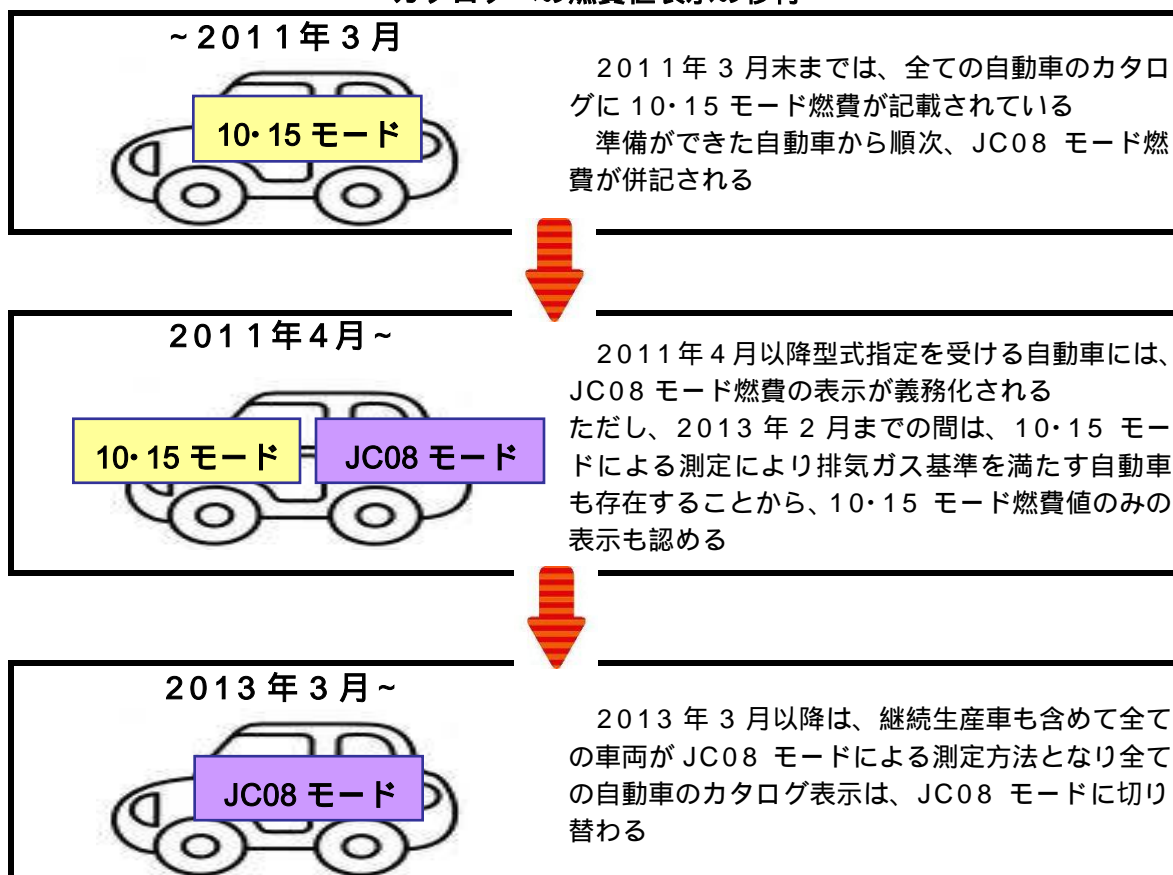 ~2011年3月
10・15 モード
2011年3月末までは、全ての自動車のカタロ
グに10・15 モード燃費が記載されている
準備ができた自動車から順次、JC08 モード燃
費が併記される
2011年4月~
10・15 モード
JC08 モード
2011年4月以降型式指定を受ける自動車には、
JC08 モード燃費の表示が義務化される
ただし、2013 年 2 月までの間は、10・15 モー
ドによる測定により排気ガス基準を満たす自動車
も存在することから、10・15 モード燃費値のみの
表示も認める
2013 年 3 月~
JC08 モード
2013 年 3 月以降は、継続生産車も含めて全て
の車両が JC08 モードによる測定方法となり全て
の自動車のカタログ表示は、JC08 モードに切り
替わる